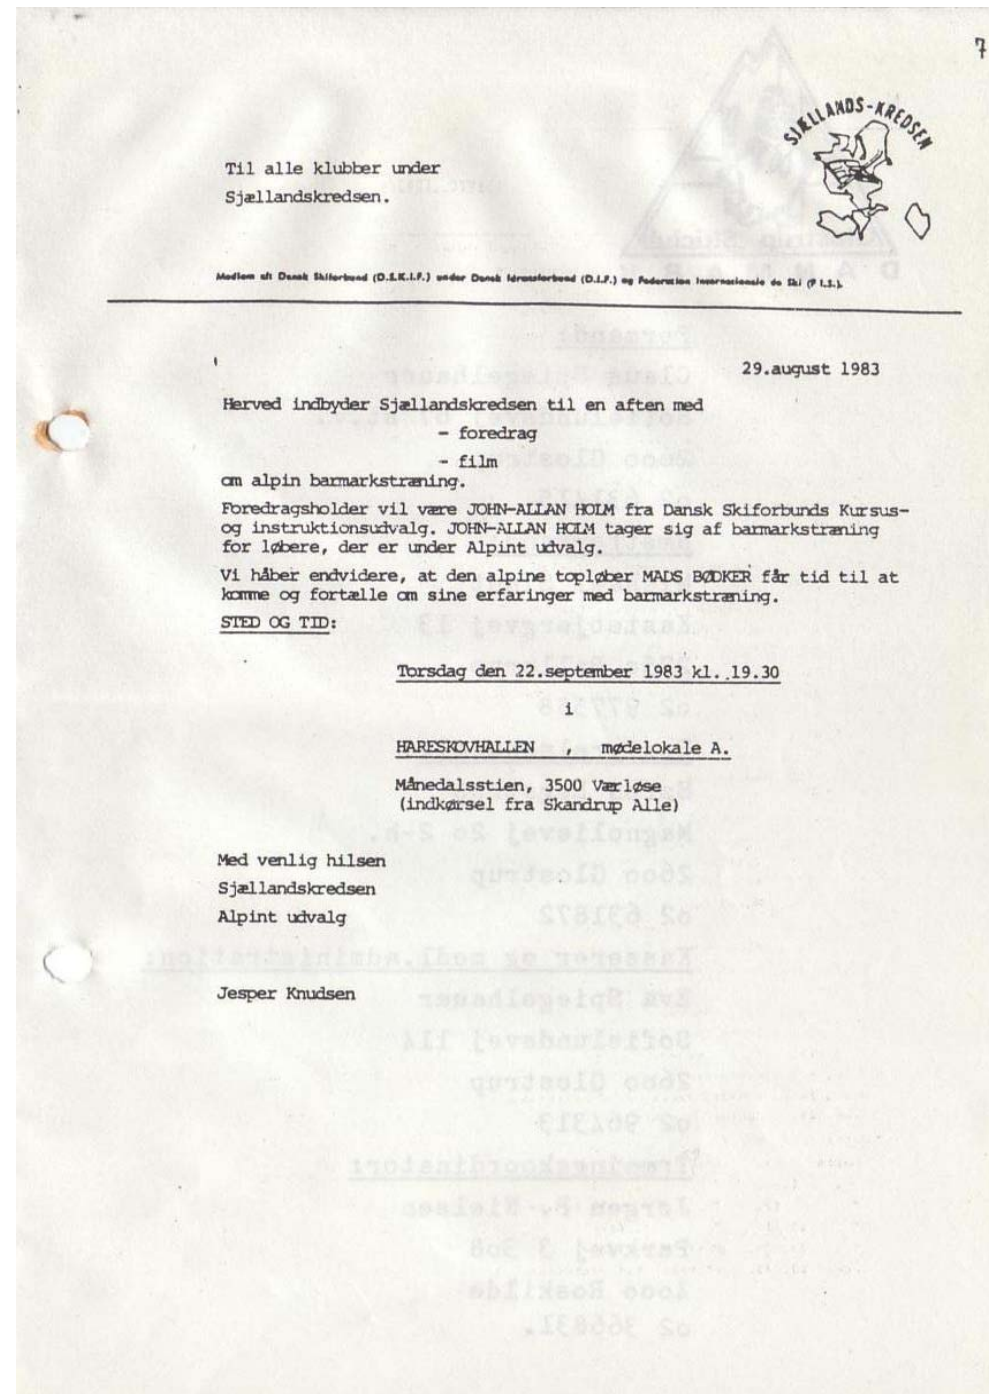 7
SJÆLLANDS-KREDSEN
Til alle klubber under
Sjællandskredsen.
Medlem aft Dansk Skiforbund (D.S.K.I.F.) under Dansk Idrætsforbund (D.I.F.) og Federation Internationale de Ski (F I.S.).
29.august 1983
Herved indbyder Sjællandskredsen til en aften med
- foredrag
- film
om alpin barmarkstræning.
Foredragsholder vil være JOHN-ALLAN HOLM fra Dansk Skiforbunds Kursus-
og instruktionsudvalg. JOHN-ALLAN HOLM tager sig af barmarkstræning
for løbere, der er under Alpint udvalg.
Vi håber endvidere, at den alpine topløber MADS BØDKER får tid til at
komme og fortælle om sine erfaringer med barmarkstræning.
STED OG TID:
Torsdag den 22.september 1983 kl. 19.30
i
HARESKOVHALLEN , mødelokale A.
Månedalsstien, 3500 Værløse
(indkørsel fra Skandrup Alle)
Med venlig hilsen
Sjællandskredsen
Alpint udvalg
Jesper Knudsen